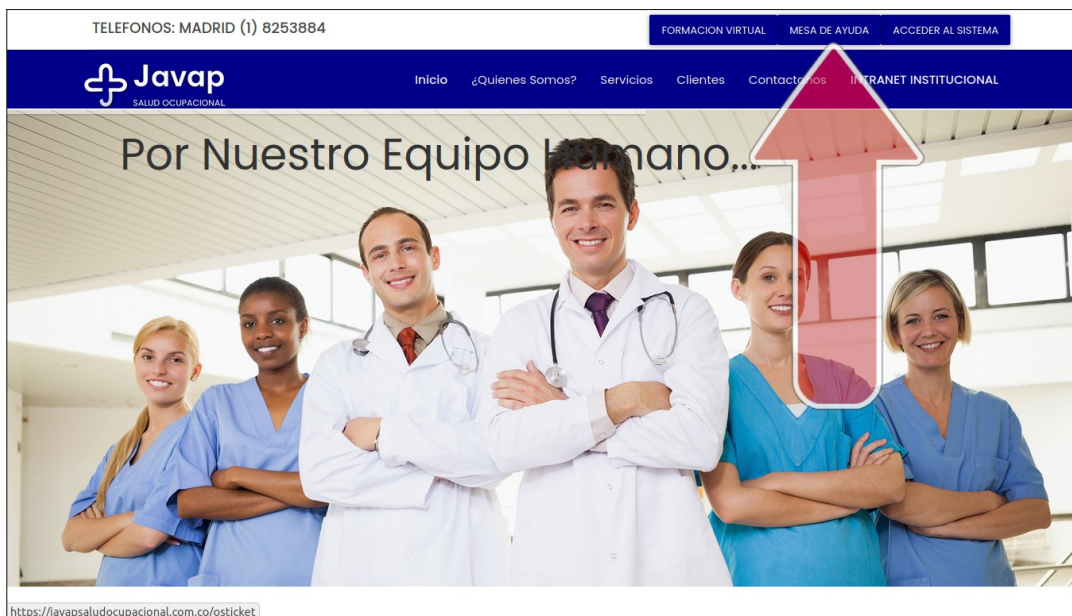 TELEFONOS: MADRID (1) 8253884
FORMACION VIRTUAL MESA DE AYUDA ACCEDER AL SISTEMA
Javap
SALUD OCUPACIONAL
Inicio ¿Quienes Somos? Servicios Clientes Contactanos INTRANET INSTITUCIONAL
Por Nuestro Equipo Humano...
https://javapsaludocupacional.com.co/osticket